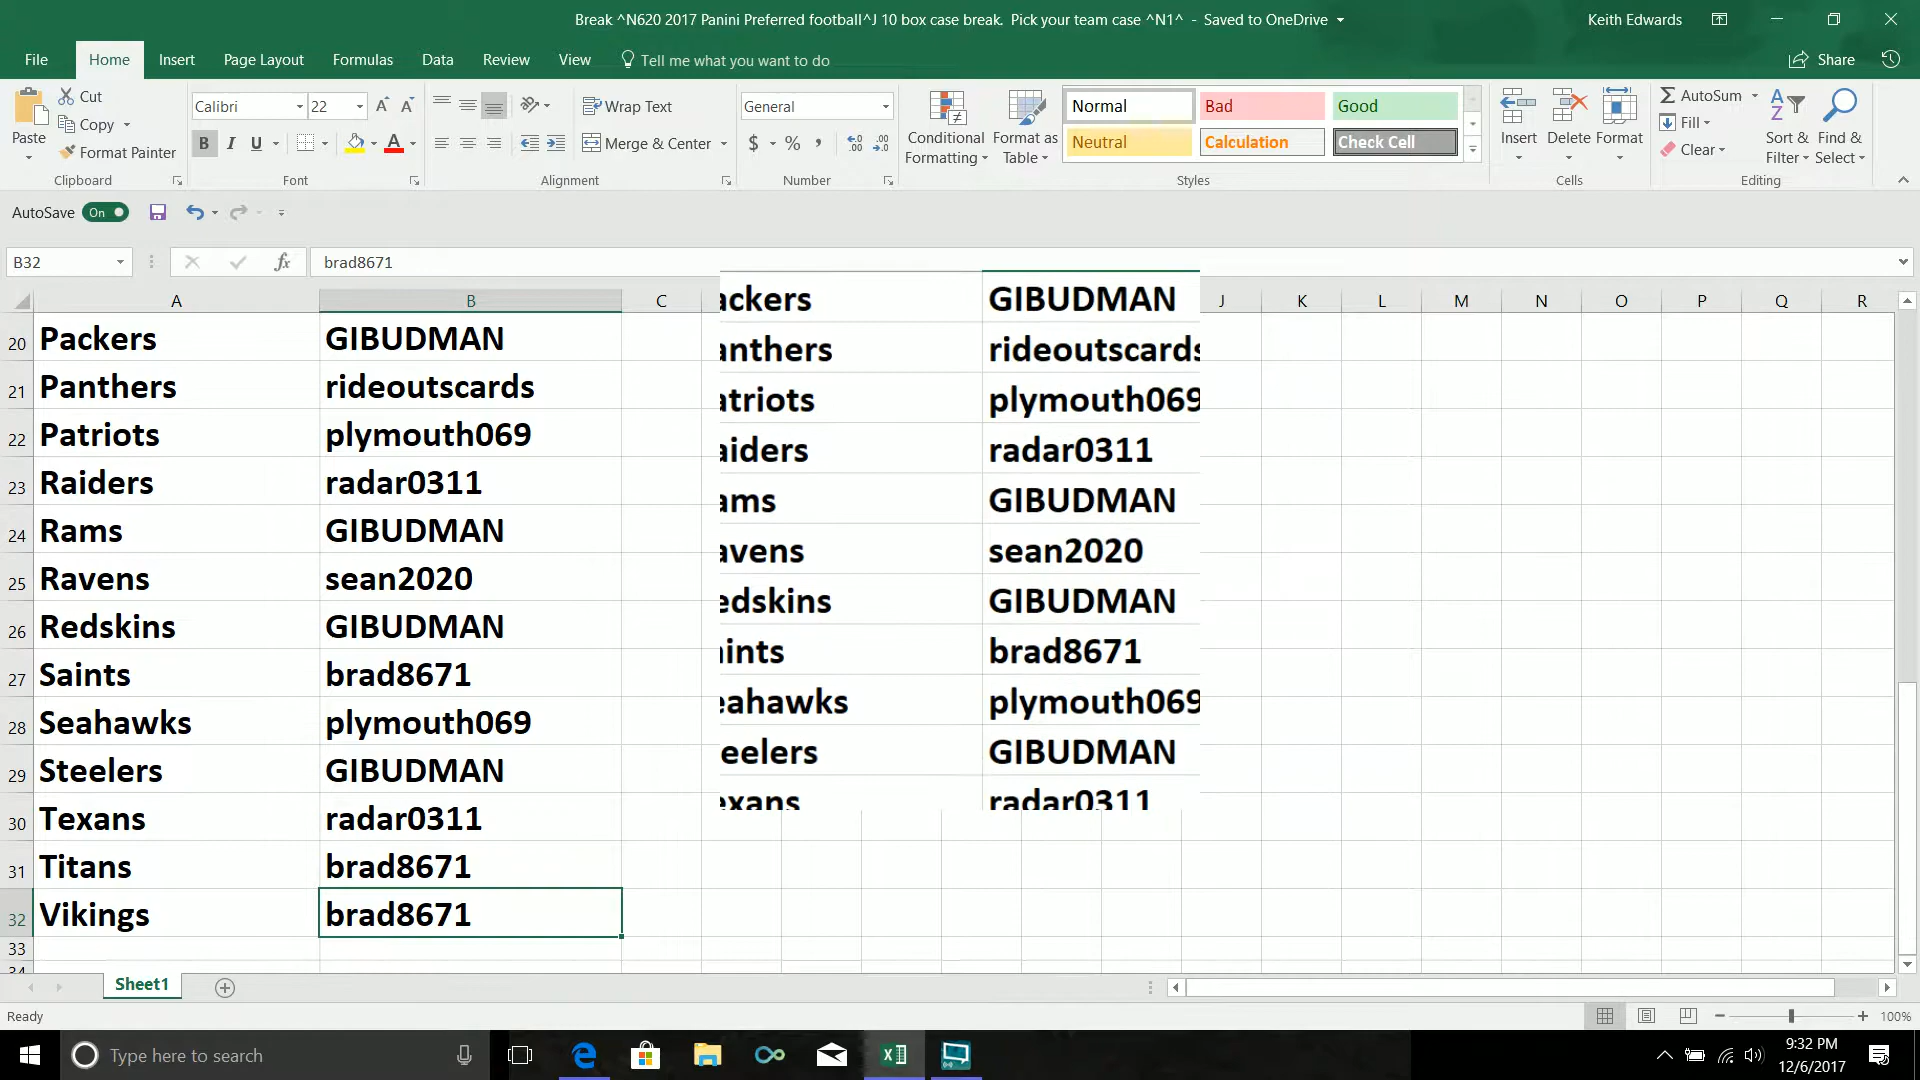 Break ^N620 2017 Panini Preferred football^J 10 box case break.  Pick your team case ^N1^  -  Saved to OneDrive
Keith Edwards
File Home Insert Page Layout Formulas Data Review View Tell me what you want to do
Share
Paste
Cut
Copy
Format Painter
Clipboard
Calibri 22
B I U
Font
Wrap Text
Merge & Center
Alignment
General
$ % ,
Number
Conditional Formatting
Format as Table
Normal Bad Good
Neutral Calculation Check Cell
Styles
Insert Delete Format
Cells
AutoSum
Fill
Clear
Sort & Filter
Find & Select
Editing
AutoSave On
B32 fx brad8671
A B C J K L M N O P Q R
20 Packers GIBUDMAN
21 Panthers rideoutscards
22 Patriots plymouth069
23 Raiders radar0311
24 Rams GIBUDMAN
25 Ravens sean2020
26 Redskins GIBUDMAN
27 Saints brad8671
28 Seahawks plymouth069
29 Steelers GIBUDMAN
30 Texans radar0311
31 Titans brad8671
32 Vikings brad8671
33
34
ackers GIBUDMAN
anthers rideoutscards
atriots plymouth069
aiders radar0311
ams GIBUDMAN
avens sean2020
edskins GIBUDMAN
ints brad8671
eahawks plymouth069
eelers GIBUDMAN
exans radar0311
Sheet1
Ready
100%
Type here to search
9:32 PM
12/6/2017